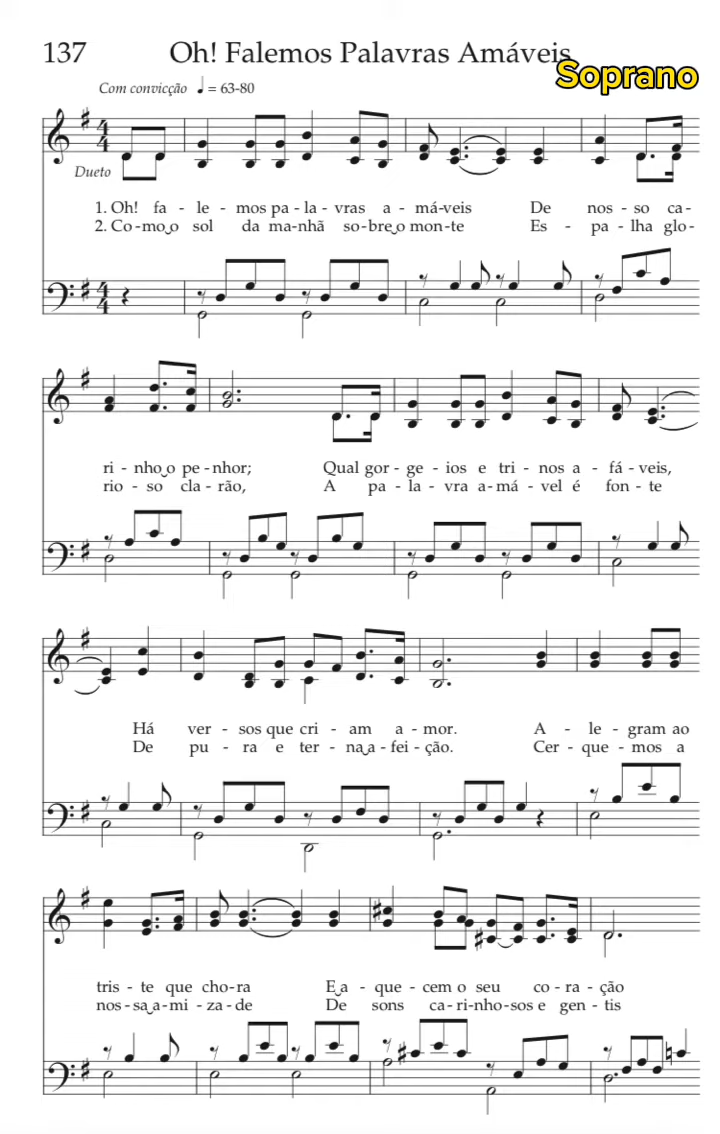 137 Oh! Falemos Palavras Amáveis
Soprano
Com convicção ♩ = 63-80
Dueto
1. Oh! fa - le - mos pa - la - vras a - má-veis De nos - so ca -
2. Co-mo‿o sol da ma-nhã so-bre‿o mon-te Es - pa - lha glo-
ri - nho‿o pe - nhor; Qual gor - ge - ios e tri - nos a - fá - veis,
rio - so cla - rão, A pa - la - vra a-má - vel é fon - te
Há ver - sos que cri - am a - mor. A - le - gram ao
De pu - ra e ter - na‿a - fei - ção. Cer - que - mos a
tris - te que cho-ra E‿a - que - cem o seu co - ra - ção
nos - sa‿a-mi - za-de De sons ca - ri-nho-sos e gen - tis